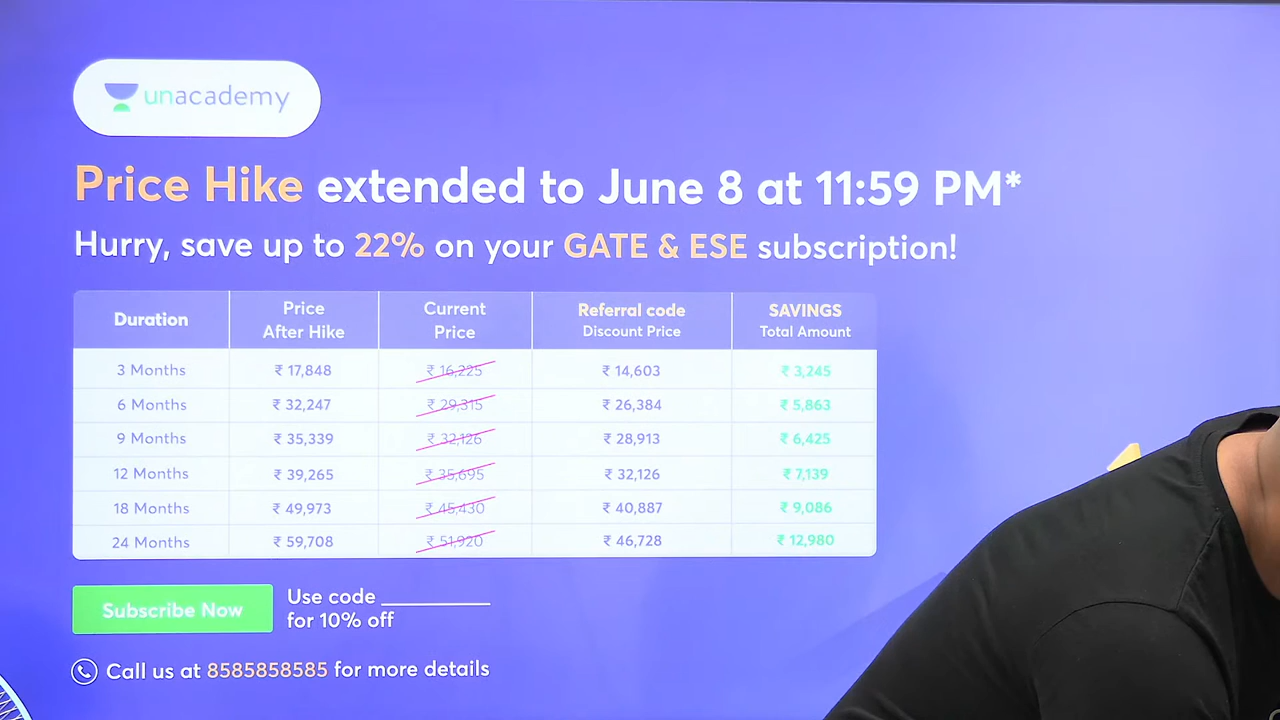 unacademy
Price Hike extended to June 8 at 11:59 PM*
Hurry, save up to 22% on your GATE & ESE subscription!
Duration Price After Hike Current Price Referral code Discount Price SAVINGS Total Amount
3 Months ₹ 17,848 ₹ 16,225 ₹ 14,603 ₹ 3,245
6 Months ₹ 32,247 ₹ 29,315 ₹ 26,384 ₹ 5,863
9 Months ₹ 35,339 ₹ 32,126 ₹ 28,913 ₹ 6,425
12 Months ₹ 39,265 ₹ 35,695 ₹ 32,126 ₹ 7,139
18 Months ₹ 49,973 ₹ 45,430 ₹ 40,887 ₹ 9,086
24 Months ₹ 59,708 ₹ 51,920 ₹ 46,728 ₹ 12,980
Subscribe Now
Use code __________
for 10% off
Call us at 8585858585 for more details